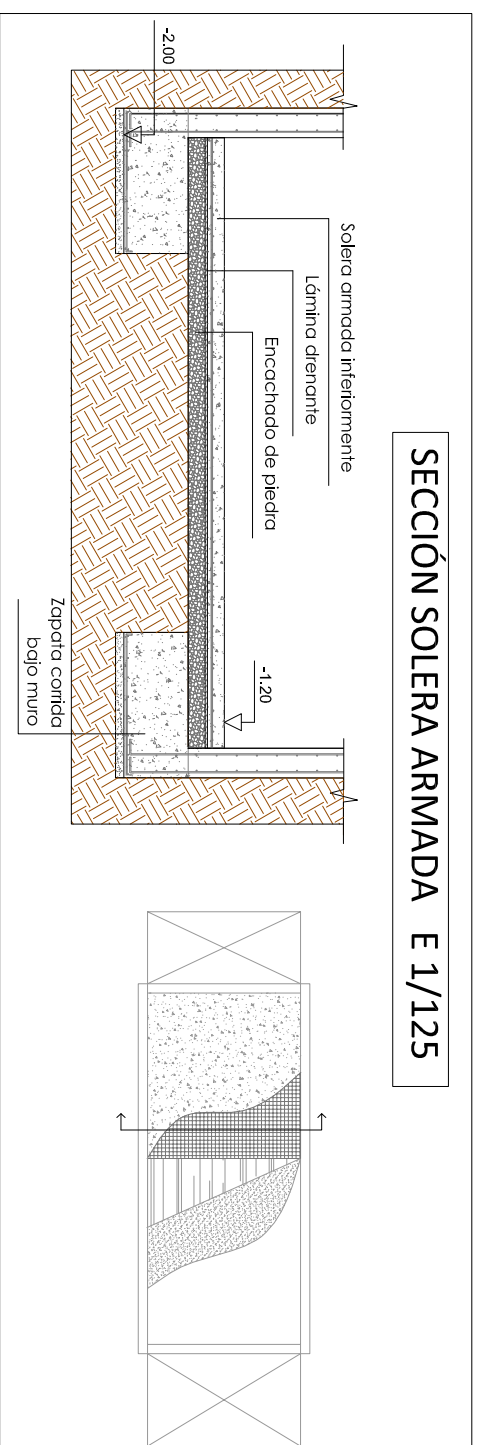 SECCIÓN SOLERA ARMADA E 1/125
-2.00
Solera armada inferiormente
Lámina drenante
Encachado de piedra
-1.20
Zapata corrida
bajo muro